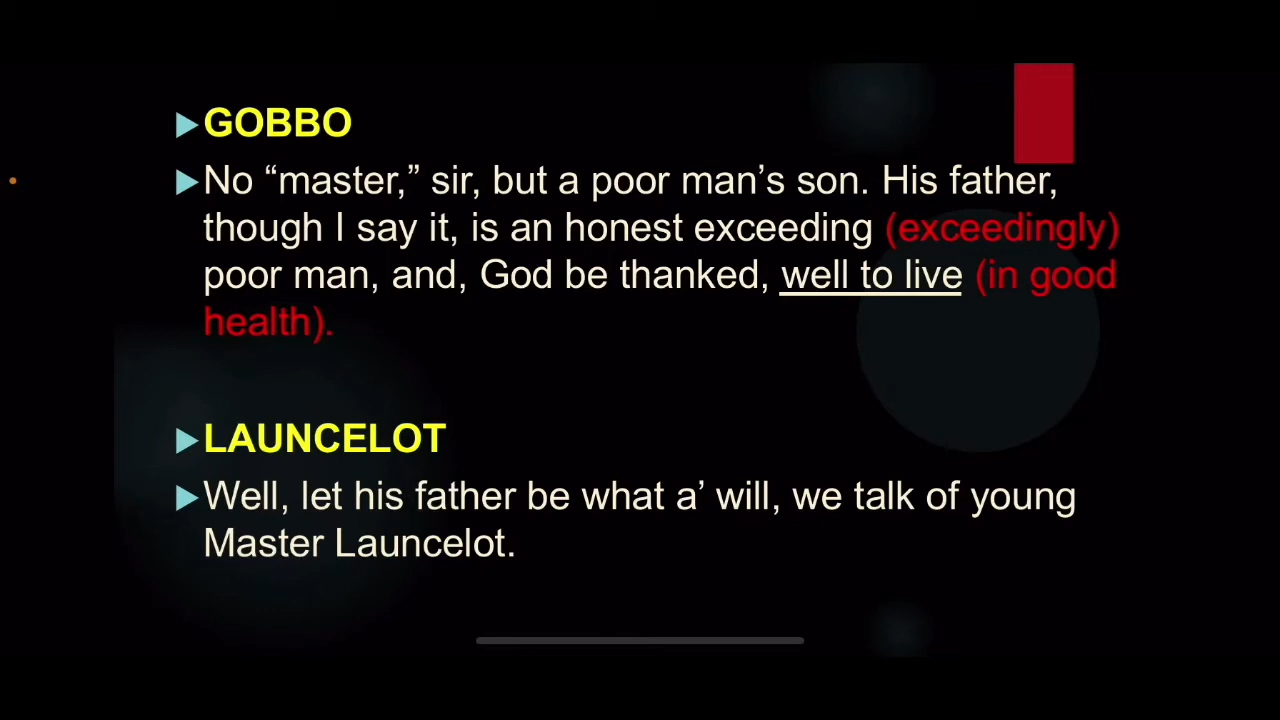 GOBBO
No “master,” sir, but a poor man’s son. His father,
though I say it, is an honest exceeding (exceedingly)
poor man, and, God be thanked, well to live (in good
health).
LAUNCELOT
Well, let his father be what a’ will, we talk of young
Master Launcelot.